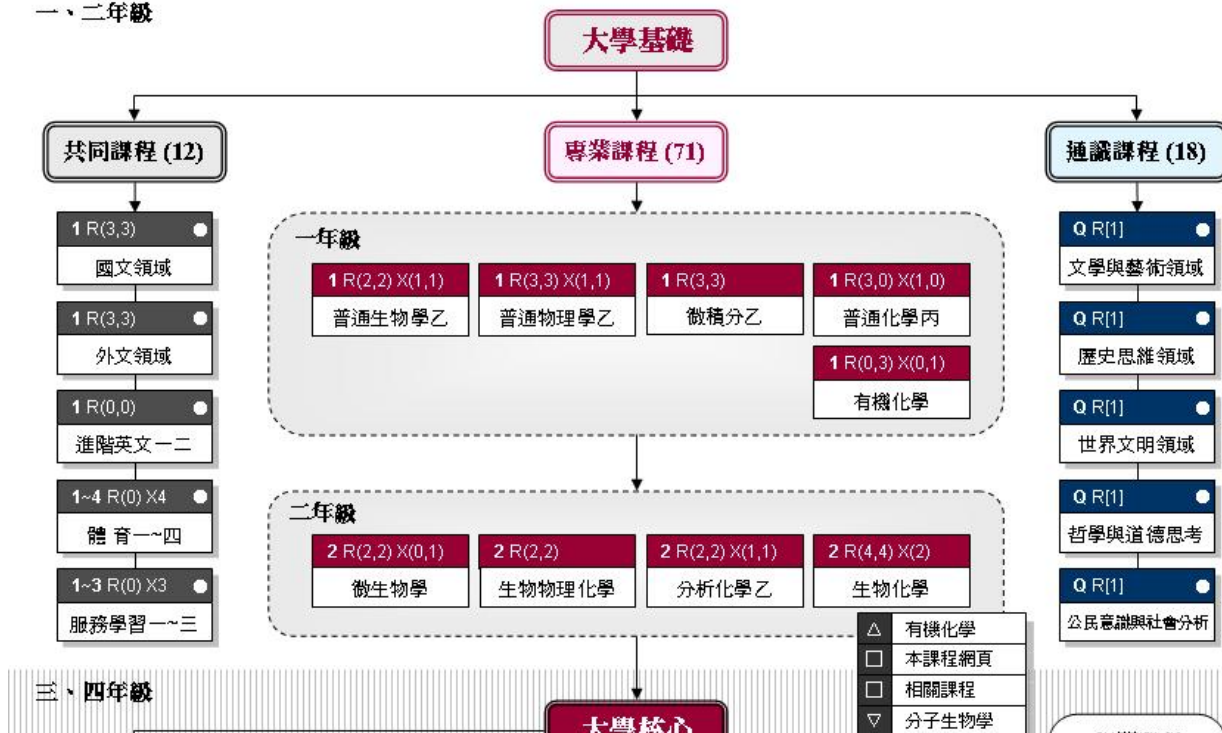 一、二年級
大學基礎
共同課程 (12)
專業課程 (71)
通識課程 (18)
1 R(3,3)
國文領域
1 R(3,3)
外文領域
1 R(0,0)
進階英文一二
1~4 R(0) X4
體 育一~四
1~3 R(0) X3
服務學習一~三
一年級
1 R(2,2) X(1,1)
普通生物學乙
1 R(3,3) X(1,1)
普通物理學乙
1 R(3,3)
微積分乙
1 R(3,0) X(1,0)
普通化學丙
1 R(0,3) X(0,1)
有機化學
二年級
2 R(2,2) X(0,1)
微生物學
2 R(2,2)
生物物理化學
2 R(2,2) X(1,1)
分析化學乙
2 R(4,4) X(2)
生物化學
Q R[1]
文學與藝術領域
Q R[1]
歷史思維領域
Q R[1]
世界文明領域
Q R[1]
哲學與道德思考
Q R[1]
公民意識與社會分析
△ 有機化學
□ 本課程網頁
□ 相關課程
▽ 分子生物學
三、四年級
大學核心